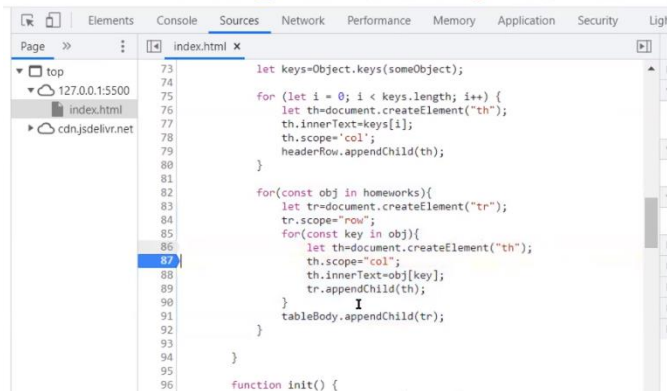 Elements Console Sources Network Performance Memory Application Security Ligh
Page » index.html ×
top
127.0.0.1:5500
index.html
cdn.jsdelivr.net
73 let keys=Object.keys(someObject);
74
75 for (let i = 0; i < keys.length; i++) {
76 let th=document.createElement("th");
77 th.innerText=keys[i];
78 th.scope='col';
79 headerRow.appendChild(th);
80 }
81
82 for(const obj in homeworks){
83 let tr=document.createElement("tr");
84 tr.scope="row";
85 for(const key in obj){
86 let th=document.createElement("th");
87 th.scope="col";
88 th.innerText=obj[key];
89 tr.appendChild(th);
90 }
91 tableBody.appendChild(tr);
92 }
93
94 }
95
96 function init() {